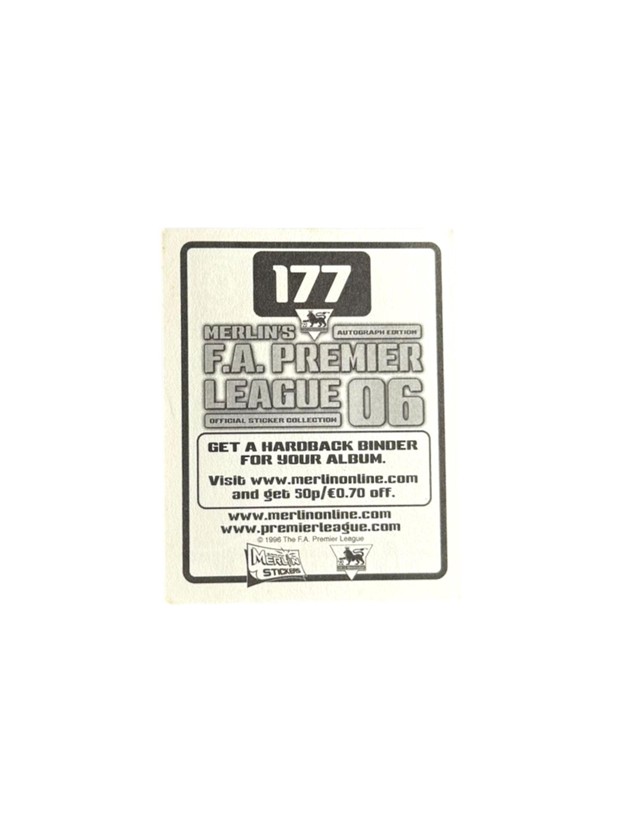 177
MERLIN'S
AUTOGRAPH EDITION
F.A. PREMIER
LEAGUE 06
OFFICIAL STICKER COLLECTION
GET A HARDBACK BINDER
FOR YOUR ALBUM.
Visit www.merlinonline.com
and get 50p/€0.70 off.
www.merlinonline.com
www.premierleague.com
© 1996 The F.A. Premier League
MERLIN
STICKERS